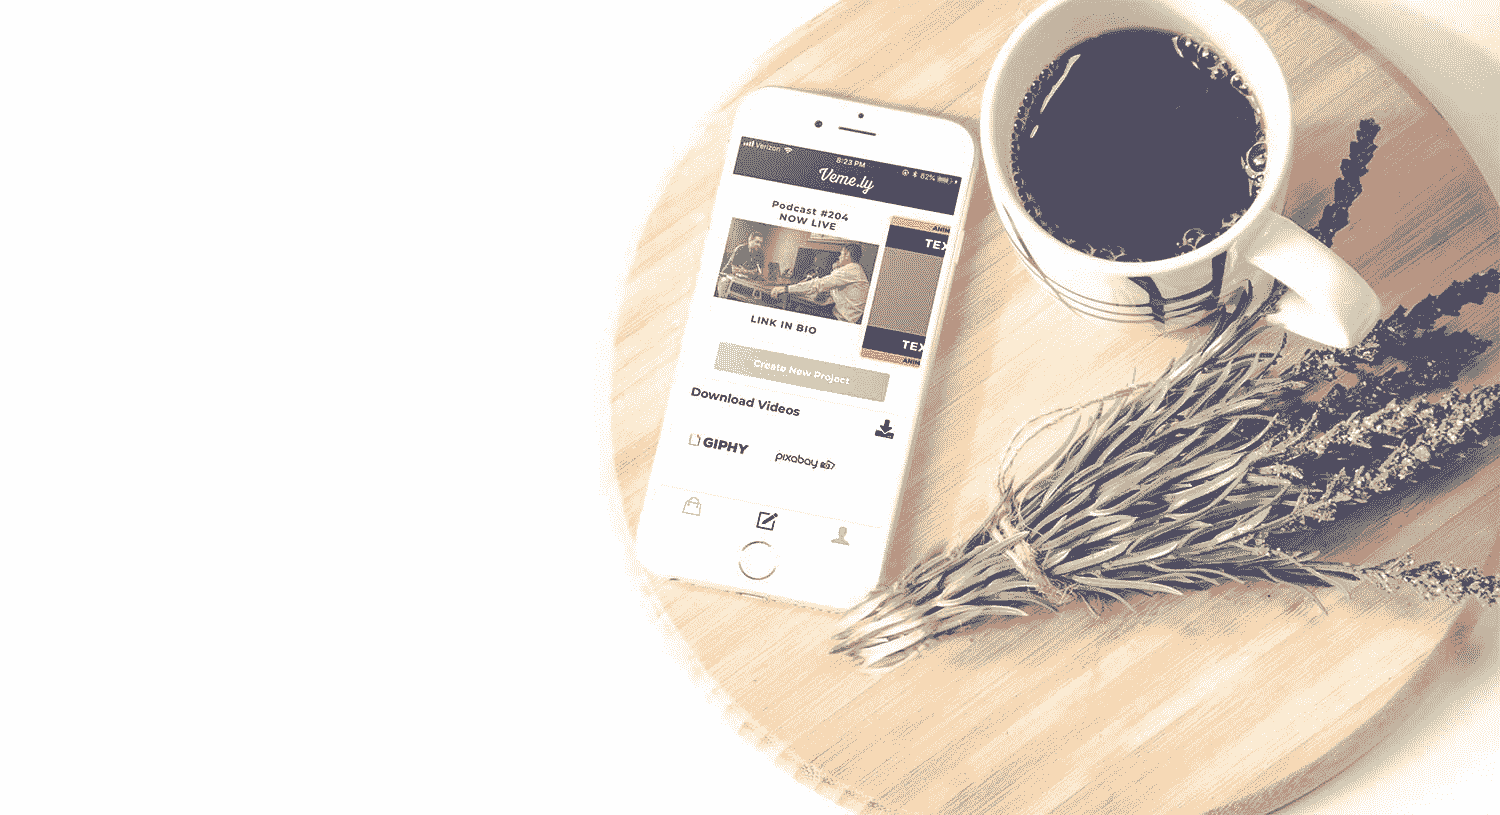 Verizon
8:23 PM
82%
Veme.ly
Podcast #204
NOW LIVE
LINK IN BIO
ANIM
TEX
TEX
ANIM
Create New Project
Download Videos
GIPHY
pixabay